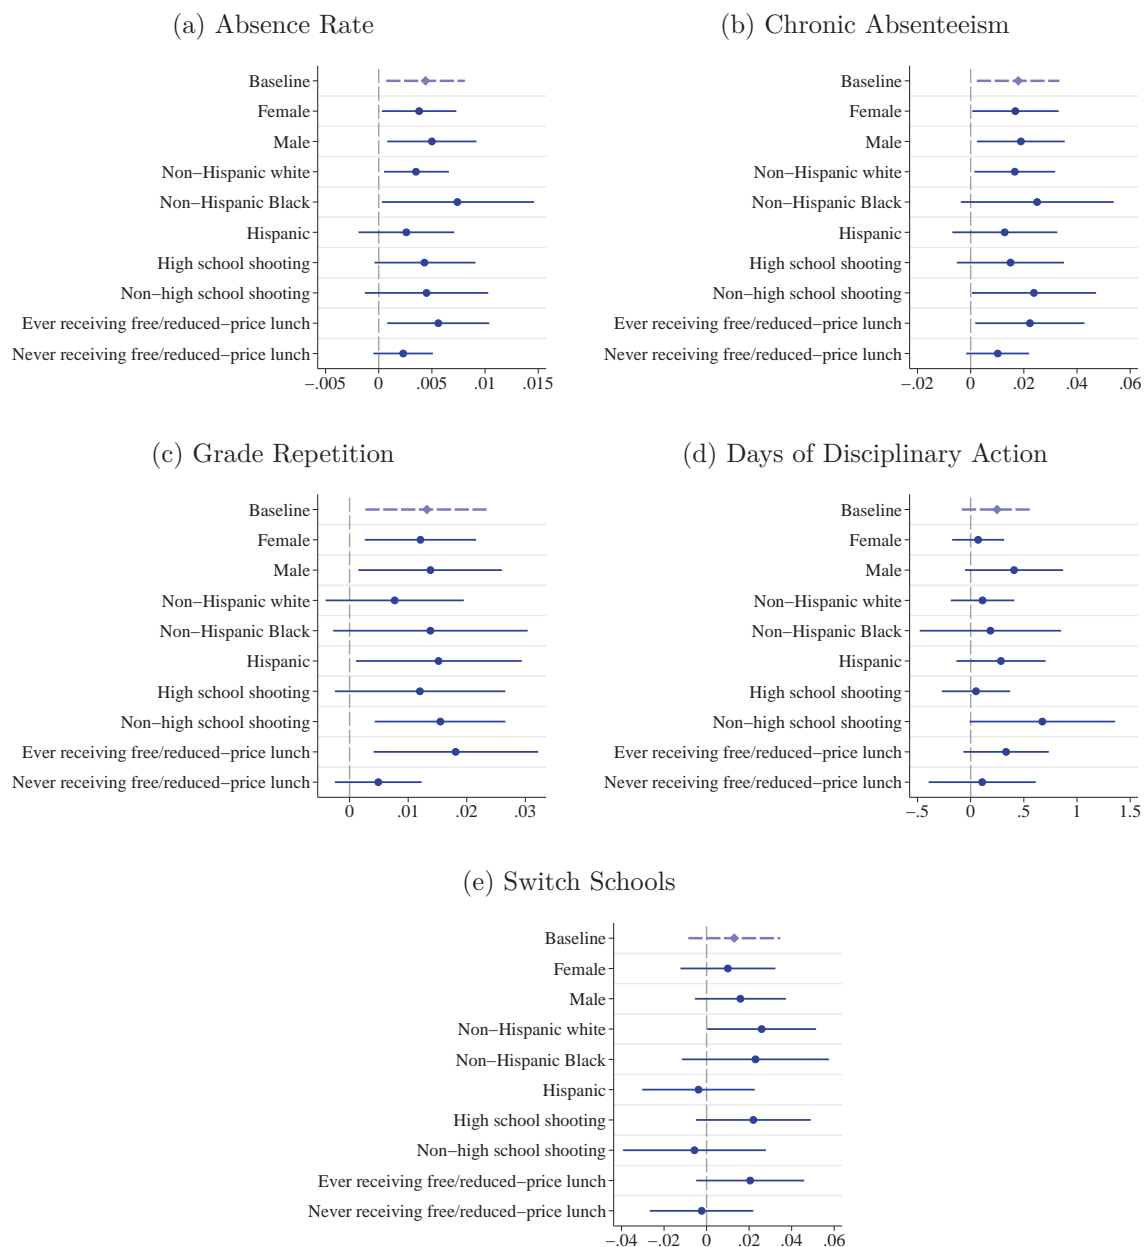 (a) Absence Rate
Baseline
Female
Male
Non−Hispanic white
Non−Hispanic Black
Hispanic
High school shooting
Non−high school shooting
Ever receiving free/reduced−price lunch
Never receiving free/reduced−price lunch
−.005 0 .005 .01 .015
(b) Chronic Absenteeism
Baseline
Female
Male
Non−Hispanic white
Non−Hispanic Black
Hispanic
High school shooting
Non−high school shooting
Ever receiving free/reduced−price lunch
Never receiving free/reduced−price lunch
−.02 0 .02 .04 .06
(c) Grade Repetition
Baseline
Female
Male
Non−Hispanic white
Non−Hispanic Black
Hispanic
High school shooting
Non−high school shooting
Ever receiving free/reduced−price lunch
Never receiving free/reduced−price lunch
0 .01 .02 .03
(d) Days of Disciplinary Action
Baseline
Female
Male
Non−Hispanic white
Non−Hispanic Black
Hispanic
High school shooting
Non−high school shooting
Ever receiving free/reduced−price lunch
Never receiving free/reduced−price lunch
−.5 0 .5 1 1.5
(e) Switch Schools
Baseline
Female
Male
Non−Hispanic white
Non−Hispanic Black
Hispanic
High school shooting
Non−high school shooting
Ever receiving free/reduced−price lunch
Never receiving free/reduced−price lunch
−.04 −.02 0 .02 .04 .06